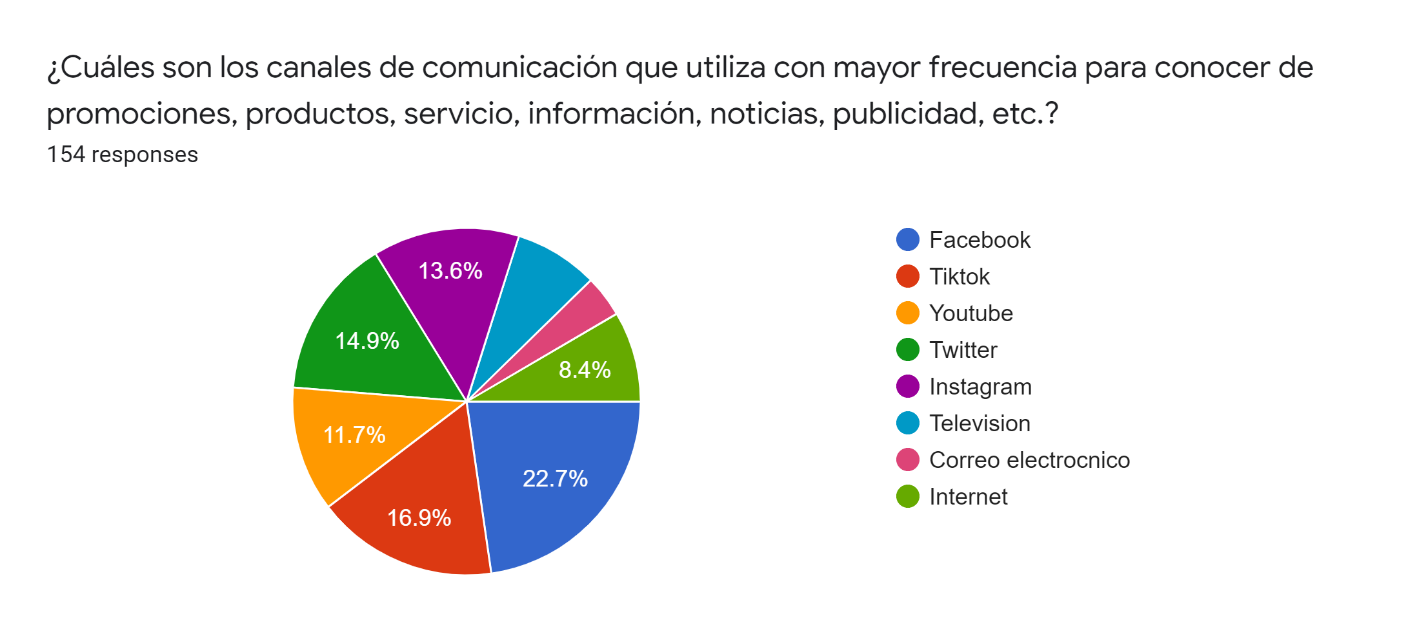 ¿Cuáles son los canales de comunicación que utiliza con mayor frecuencia para conocer de
promociones, productos, servicio, información, noticias, publicidad, etc.?
154 responses
13.6%
14.9%
8.4%
11.7%
22.7%
16.9%
Facebook
Tiktok
Youtube
Twitter
Instagram
Television
Correo electrocnico
Internet